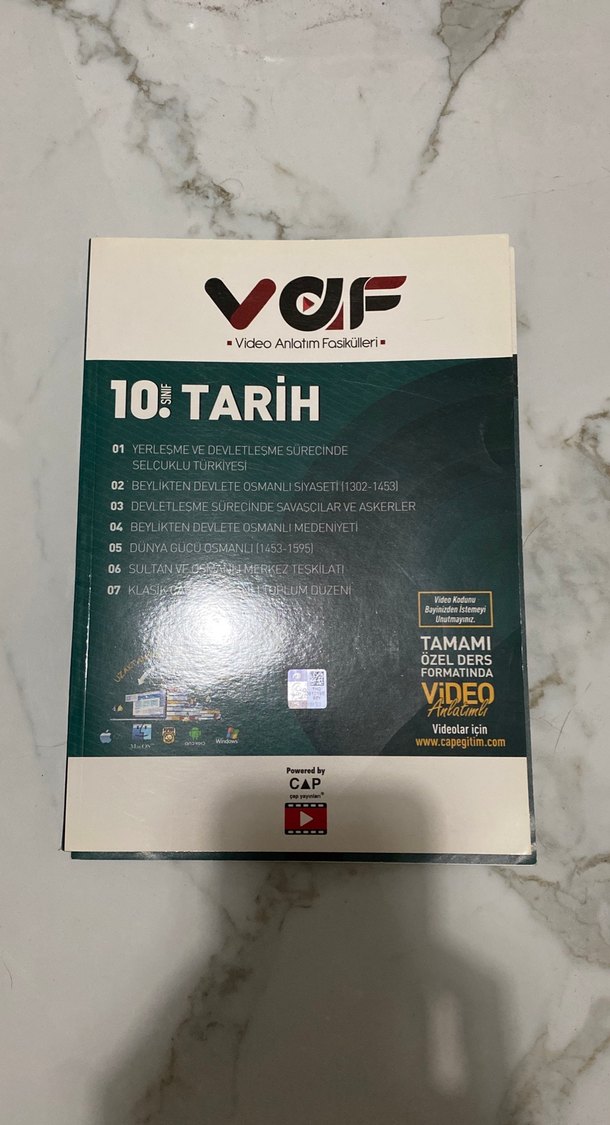 VAF
▪ Video Anlatım Fasikülleri ▪
10. SINIF TARİH
01 YERLEŞME VE DEVLETLEŞME SÜRECİNDE
SELÇUKLU TÜRKİYESİ
02 BEYLİKTEN DEVLETE OSMANLI SİYASETİ (1302-1453)
03 DEVLETLEŞME SÜRECİNDE SAVAŞÇILAR VE ASKERLER
04 BEYLİKTEN DEVLETE OSMANLI MEDENİYETİ
05 DÜNYA GÜCÜ OSMANLI (1453-1595)
06 SULTAN VE OSMANLI MERKEZ TEŞKİLATI
07 KLASİK TOPLUM DÜZENİ
Video Kodunu
Bayinizden İstemeyi
Unutmayınız.
TAMAMI
ÖZEL DERS
FORMATINDA
VİDEO
Anlatımlı
Videolar için
www.capegitim.com
MacOS
ANDROID
Windows
Powered by
CAP
çap yayınları®